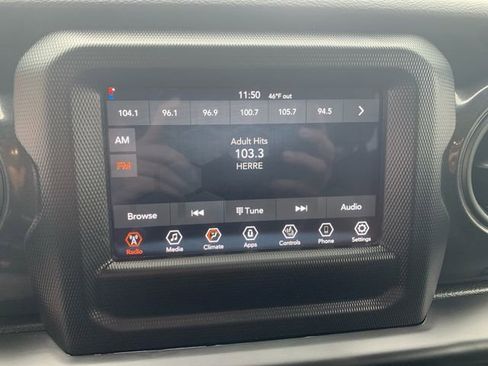 11:50 46°F out
104.1 96.1 96.9 100.7 105.7 94.5
AM
Adult Hits
103.3
FM
HERRE
Browse Tune Audio
Radio Media Climate Apps Controls Phone Settings